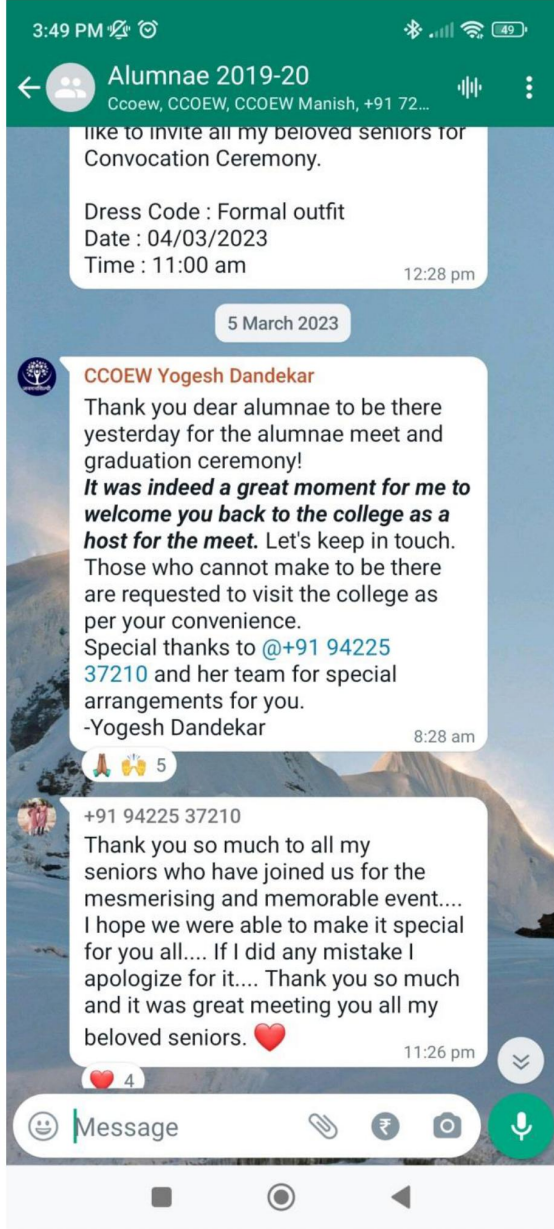 3:49 PM
49
Alumnae 2019-20
Ccoew, CCOEW, CCOEW Manish, +91 72...
like to invite all my beloved seniors for
Convocation Ceremony.
Dress Code : Formal outfit
Date : 04/03/2023
Time : 11:00 am
12:28 pm
5 March 2023
CCOEW Yogesh Dandekar
Thank you dear alumnae to be there
yesterday for the alumnae meet and
graduation ceremony!
It was indeed a great moment for me to
welcome you back to the college as a
host for the meet. Let's keep in touch.
Those who cannot make to be there
are requested to visit the college as
per your convenience.
Special thanks to @+91 94225
37210 and her team for special
arrangements for you.
-Yogesh Dandekar
8:28 am
🙏🏽 🙌 5
+91 94225 37210
Thank you so much to all my
seniors who have joined us for the
mesmerising and memorable event....
I hope we were able to make it special
for you all.... If I did any mistake I
apologize for it.... Thank you so much
and it was great meeting you all my
beloved seniors. ❤️
11:26 pm
❤️ 4
Message
₹